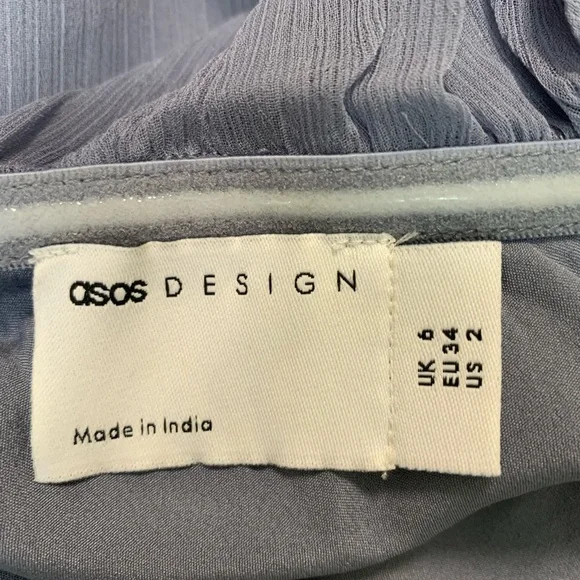 asos DESIGN
Made in India
UK 6
EU 34
US 2